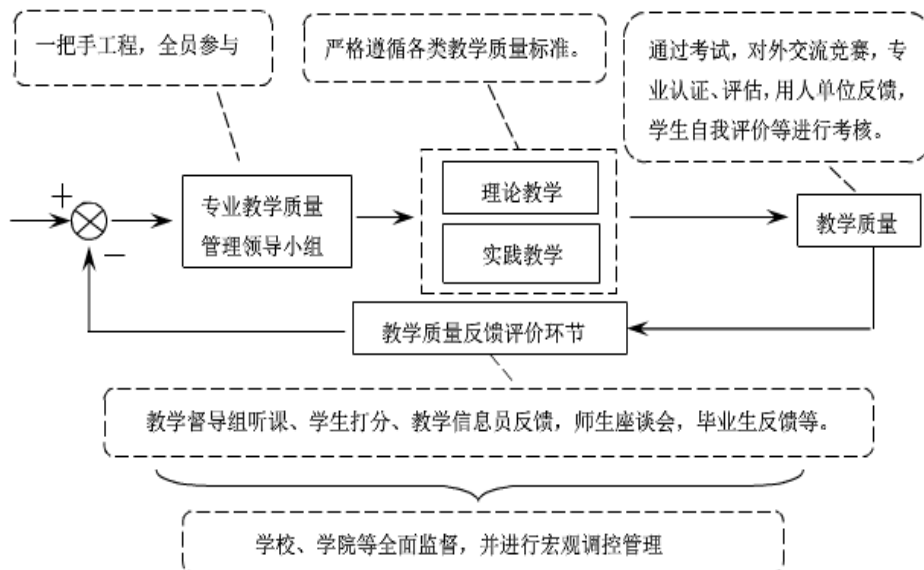 一把手工程，全员参与
严格遵循各类教学质量标准。
通过考试，对外交流竞赛，专
业认证、评估，用人单位反馈，
学生自我评价等进行考核。
+
专业教学质量
管理领导小组
理论教学
实践教学
教学质量
−
教学质量反馈评价环节
教学督导组听课、学生打分、教学信息员反馈，师生座谈会，毕业生反馈等。
学校、学院等全面监督，并进行宏观调控管理